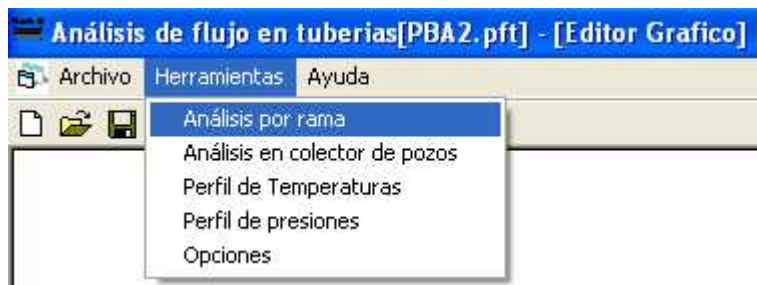 Análisis de flujo en tuberias[PBA2.pft] - [Editor Grafico]
Archivo Herramientas Ayuda
Análisis por rama
Análisis en colector de pozos
Perfil de Temperaturas
Perfil de presiones
Opciones